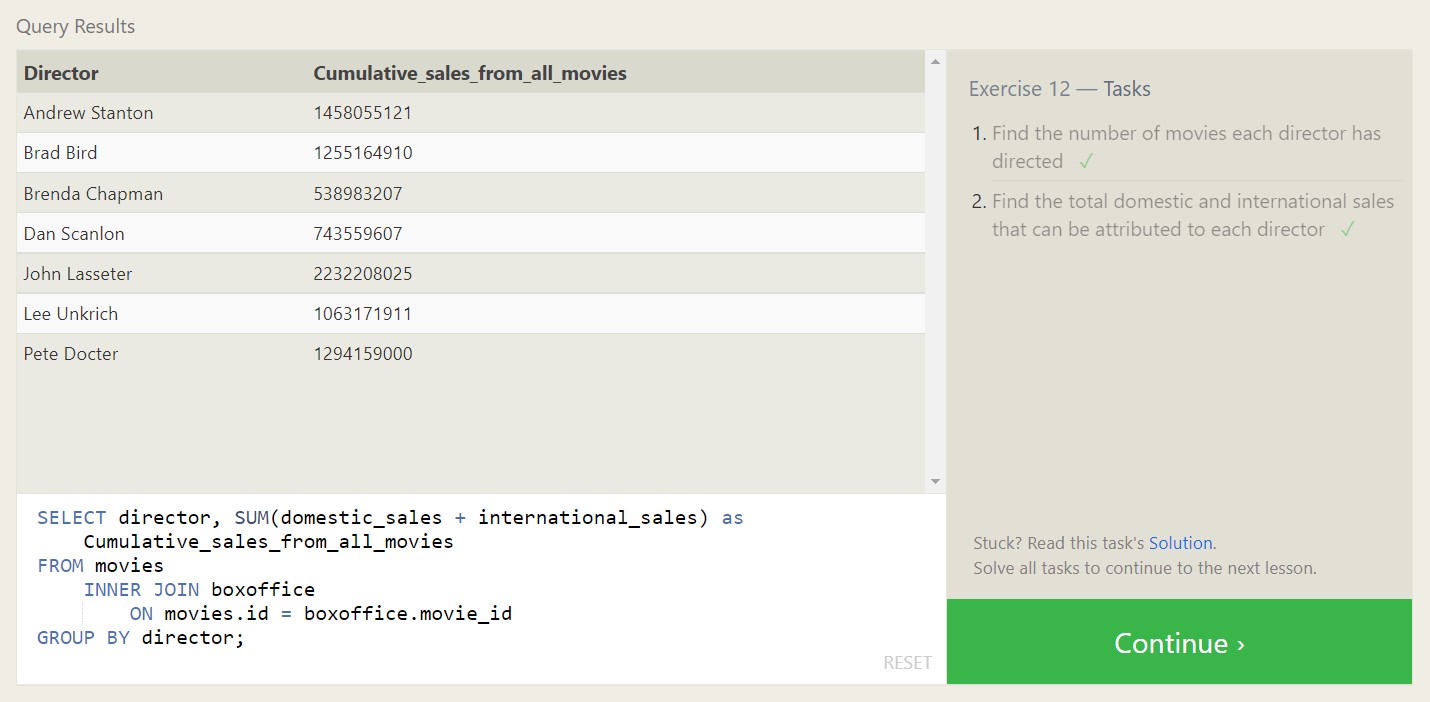 Query Results
Director Cumulative_sales_from_all_movies
Andrew Stanton 1458055121
Brad Bird 1255164910
Brenda Chapman 538983207
Dan Scanlon 743559607
John Lasseter 2232208025
Lee Unkrich 1063171911
Pete Docter 1294159000
SELECT director, SUM(domestic_sales + international_sales) as
    Cumulative_sales_from_all_movies
FROM movies
    INNER JOIN boxoffice
        ON movies.id = boxoffice.movie_id
GROUP BY director;
RESET
Exercise 12 — Tasks
1. Find the number of movies each director has
directed ✓
2. Find the total domestic and international sales
that can be attributed to each director ✓
Stuck? Read this task's Solution.
Solve all tasks to continue to the next lesson.
Continue ›